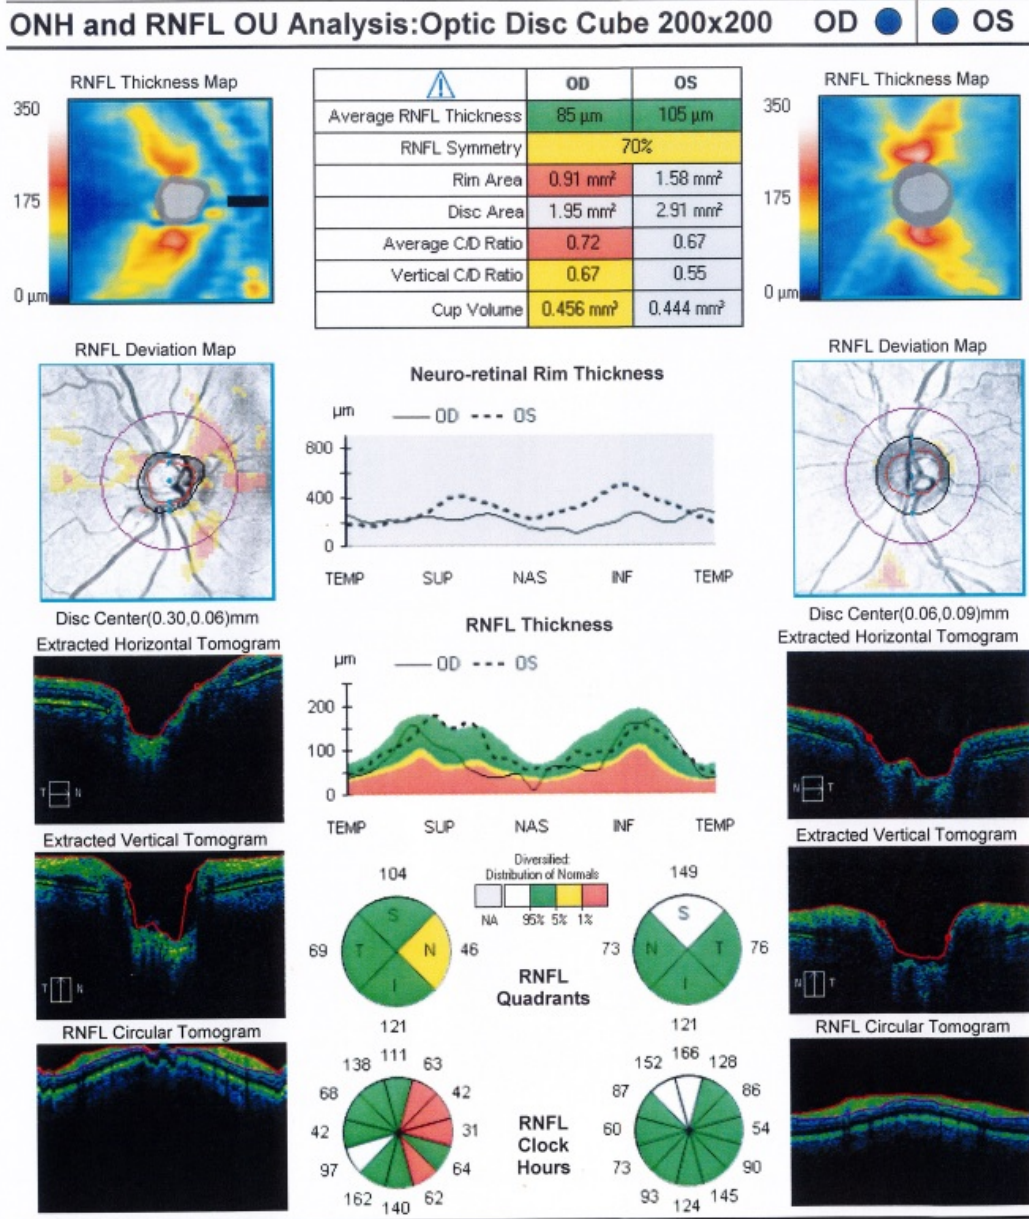 ONH and RNFL OU Analysis:Optic Disc Cube 200x200 OD OS
RNFL Thickness Map
350
175
0 µm
OD OS
Average RNFL Thickness 85 µm 105 µm
RNFL Symmetry 70%
Rim Area 0.91 mm² 1.58 mm²
Disc Area 1.95 mm² 2.91 mm²
Average C/D Ratio 0.72 0.67
Vertical C/D Ratio 0.67 0.55
Cup Volume 0.456 mm³ 0.444 mm³
RNFL Thickness Map
350
175
0 µm
RNFL Deviation Map
Disc Center(0.30,0.06)mm
Neuro-retinal Rim Thickness
µm OD OS
800
400
0
TEMP SUP NAS INF TEMP
RNFL Deviation Map
Disc Center(0.06,0.09)mm
Extracted Horizontal Tomogram
T N
RNFL Thickness
µm OD OS
200
100
0
TEMP SUP NAS INF TEMP
Extracted Horizontal Tomogram
N T
Extracted Vertical Tomogram
T N
Diversified:
Distribution of Normals
NA 95% 5% 1%
104
S
69 T N 46
I
121
RNFL
Quadrants
149
S
73 N T 76
I
121
Extracted Vertical Tomogram
N T
RNFL Circular Tomogram
138 111 63
68 42
42 31
97 64
162 140 62
RNFL
Clock
Hours
152 166 128
87 86
60 54
73 90
93 124 145
RNFL Circular Tomogram